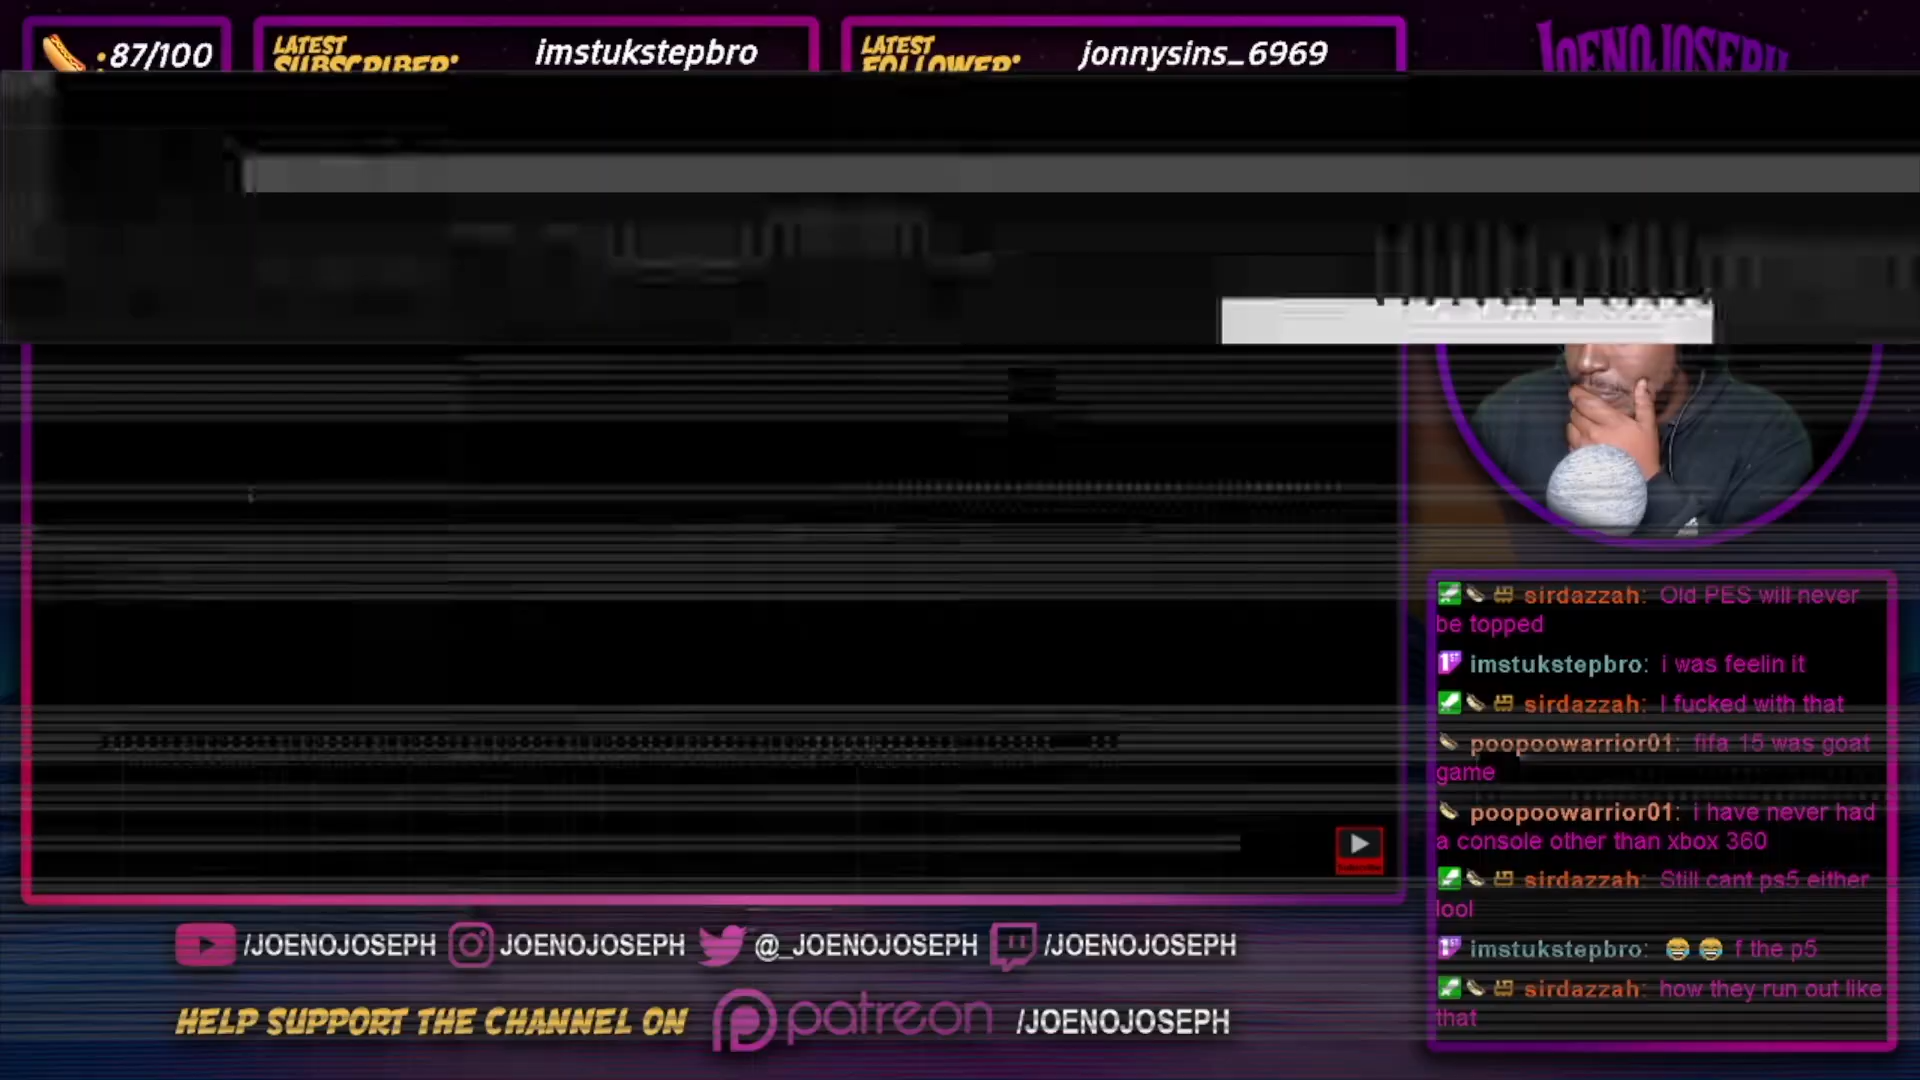 :87/100
LATEST SUBSCRIBER:
imstukstepbro
LATEST FOLLOWER:
jonnysins_6969
JOENOJOSEPH
sirdazzah: Old PES will never
be topped
imstukstepbro: i was feelin it
sirdazzah: I fucked with that
poopoowarrior01: fifa 15 was goat
game
poopoowarrior01: i have never had
a console other than xbox 360
sirdazzah: Still cant ps5 either
lool
imstukstepbro: 😂 😂 f the p5
sirdazzah: how they run out like
that
/JOENOJOSEPH JOENOJOSEPH @_JOENOJOSEPH /JOENOJOSEPH
HELP SUPPORT THE CHANNEL ON patreon /JOENOJOSEPH